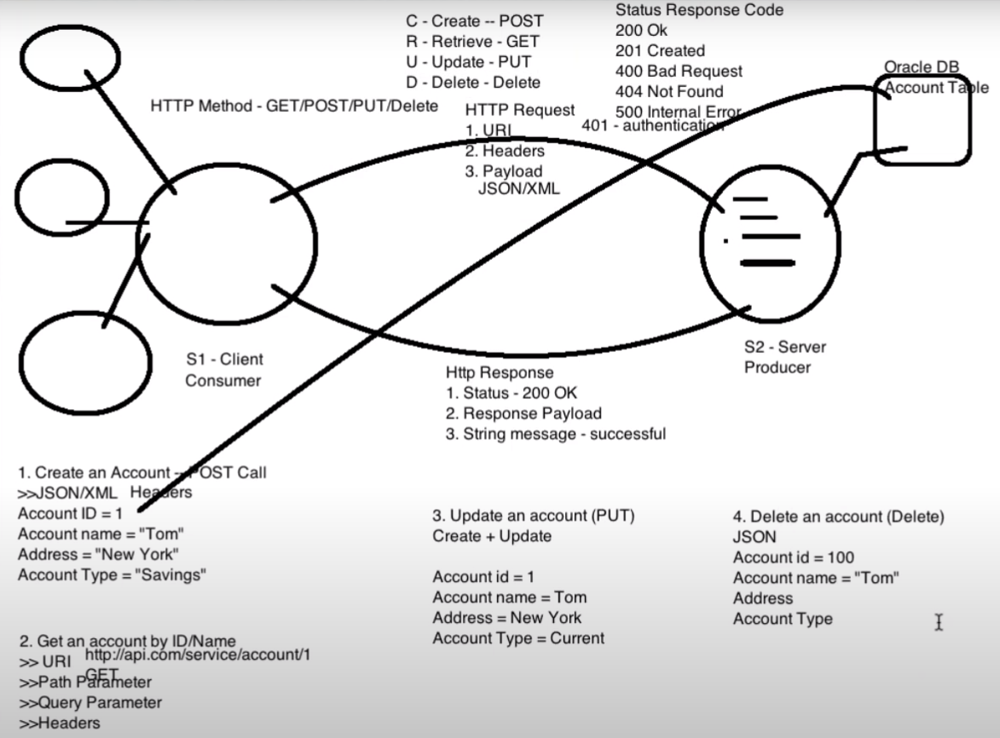 C - Create -- POST
R - Retrieve - GET
U - Update - PUT
D - Delete - Delete
Status Response Code
200 Ok
201 Created
400 Bad Request
404 Not Found
500 Internal Error
401 - authentication
Oracle DB
Account Table
HTTP Method - GET/POST/PUT/Delete
HTTP Request
1. URI
2. Headers
3. Payload
JSON/XML
S1 - Client
Consumer
S2 - Server
Producer
Http Response
1. Status - 200 OK
2. Response Payload
3. String message - successful
1. Create an Account -- POST Call
>>JSON/XML Headers
Account ID = 1
Account name = "Tom"
Address = "New York"
Account Type = "Savings"
2. Get an account by ID/Name
>> URI http://api.com/service/account/1
GET
>>Path Parameter
>>Query Parameter
>>Headers
3. Update an account (PUT)
Create + Update
Account id = 1
Account name = Tom
Address = New York
Account Type = Current
4. Delete an account (Delete)
JSON
Account id = 100
Account name = "Tom"
Address
Account Type